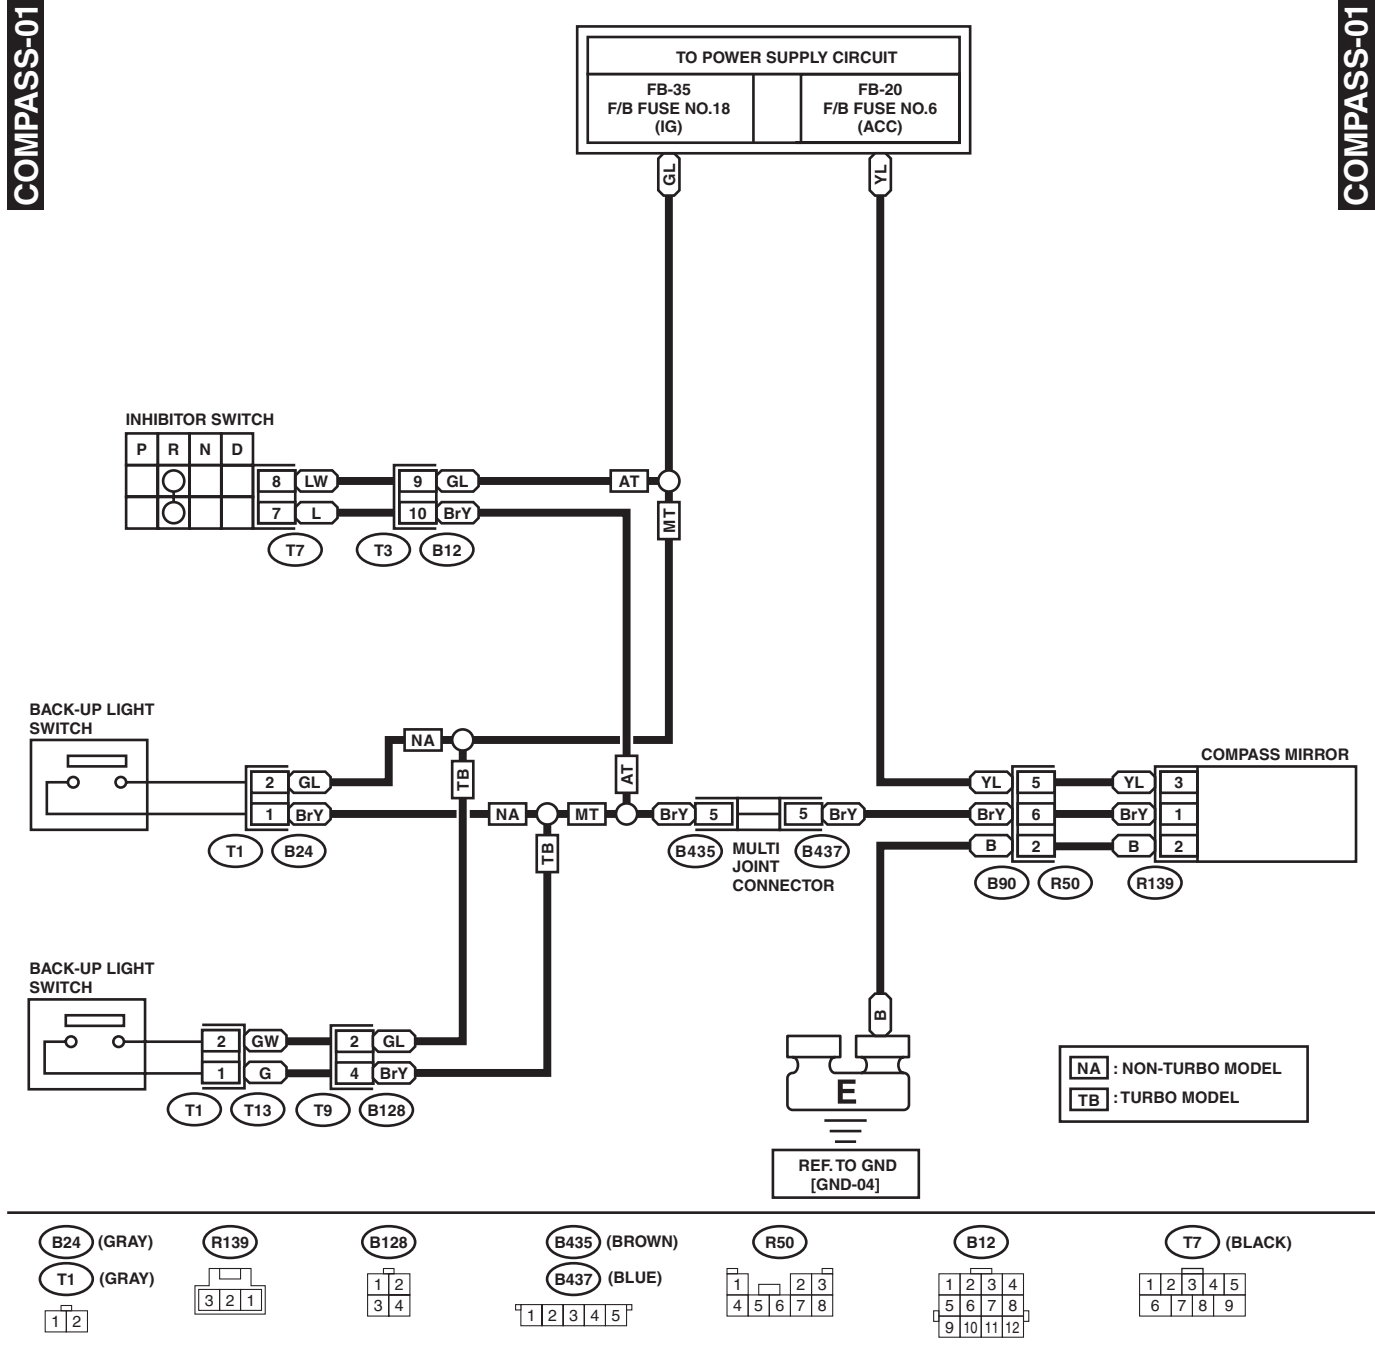 COMPASS-01
COMPASS-01
TO POWER SUPPLY CIRCUIT
FB-35
F/B FUSE NO.18
(IG)
FB-20
F/B FUSE NO.6
(ACC)
GL
YL
INHIBITOR SWITCH
P R N D
8 LW 9 GL AT
7 L 10 BrY MT
T7 T3 B12
BACK-UP LIGHT
SWITCH
NA
TB
AT
2 GL
1 BrY NA MT BrY 5 5 BrY
TB
T1 B24
B435 MULTI
JOINT
CONNECTOR
B437
COMPASS MIRROR
YL 5 YL 3
BrY 6 BrY 1
B 2 B 2
B90 R50 R139
BACK-UP LIGHT
SWITCH
2 GW 2 GL
1 G 4 BrY
T1 T13 T9 B128
B
E
REF. TO GND
[GND-04]
NA : NON-TURBO MODEL
TB : TURBO MODEL
B24 (GRAY)
T1 (GRAY)
1 2
R139
3 2 1
B128
1 2
3 4
B435 (BROWN)
B437 (BLUE)
1 2 3 4 5
R50
1 2 3
4 5 6 7 8
B12
1 2 3 4
5 6 7 8
9 10 11 12
T7 (BLACK)
1 2 3 4 5
6 7 8 9